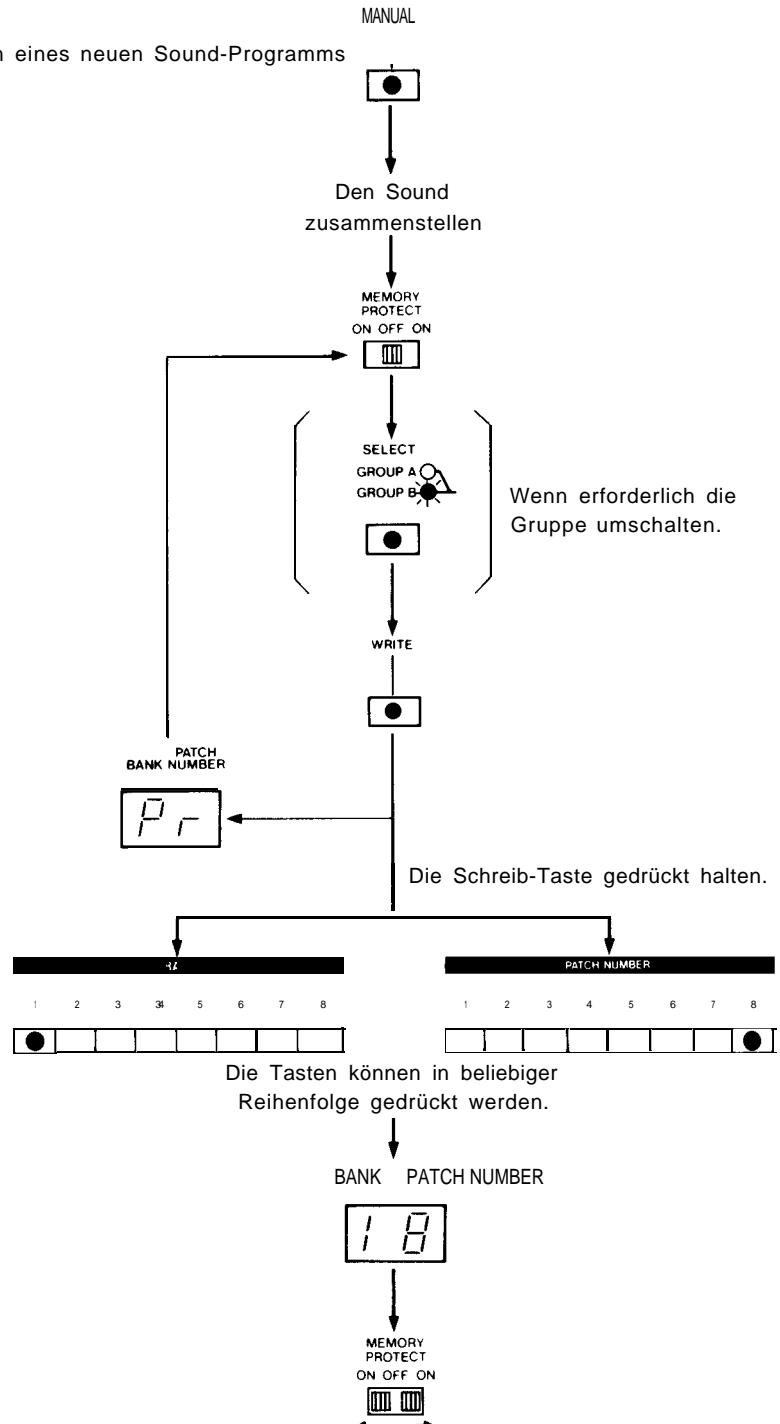 MANUAL
n eines neuen Sound-Programms
Den Sound
zusammenstellen
MEMORY
PROTECT
ON OFF ON
SELECT
GROUP A
GROUP B
Wenn erforderlich die
Gruppe umschalten.
WRITE
PATCH
BANK NUMBER
Pr
Die Schreib-Taste gedrückt halten.
PATCH NUMBER
1 2 3 4 5 6 7 8
1 2 3 4 5 6 7 8
Die Tasten können in beliebiger
Reihenfolge gedrückt werden.
BANK PATCH NUMBER
18
MEMORY
PROTECT
ON OFF ON